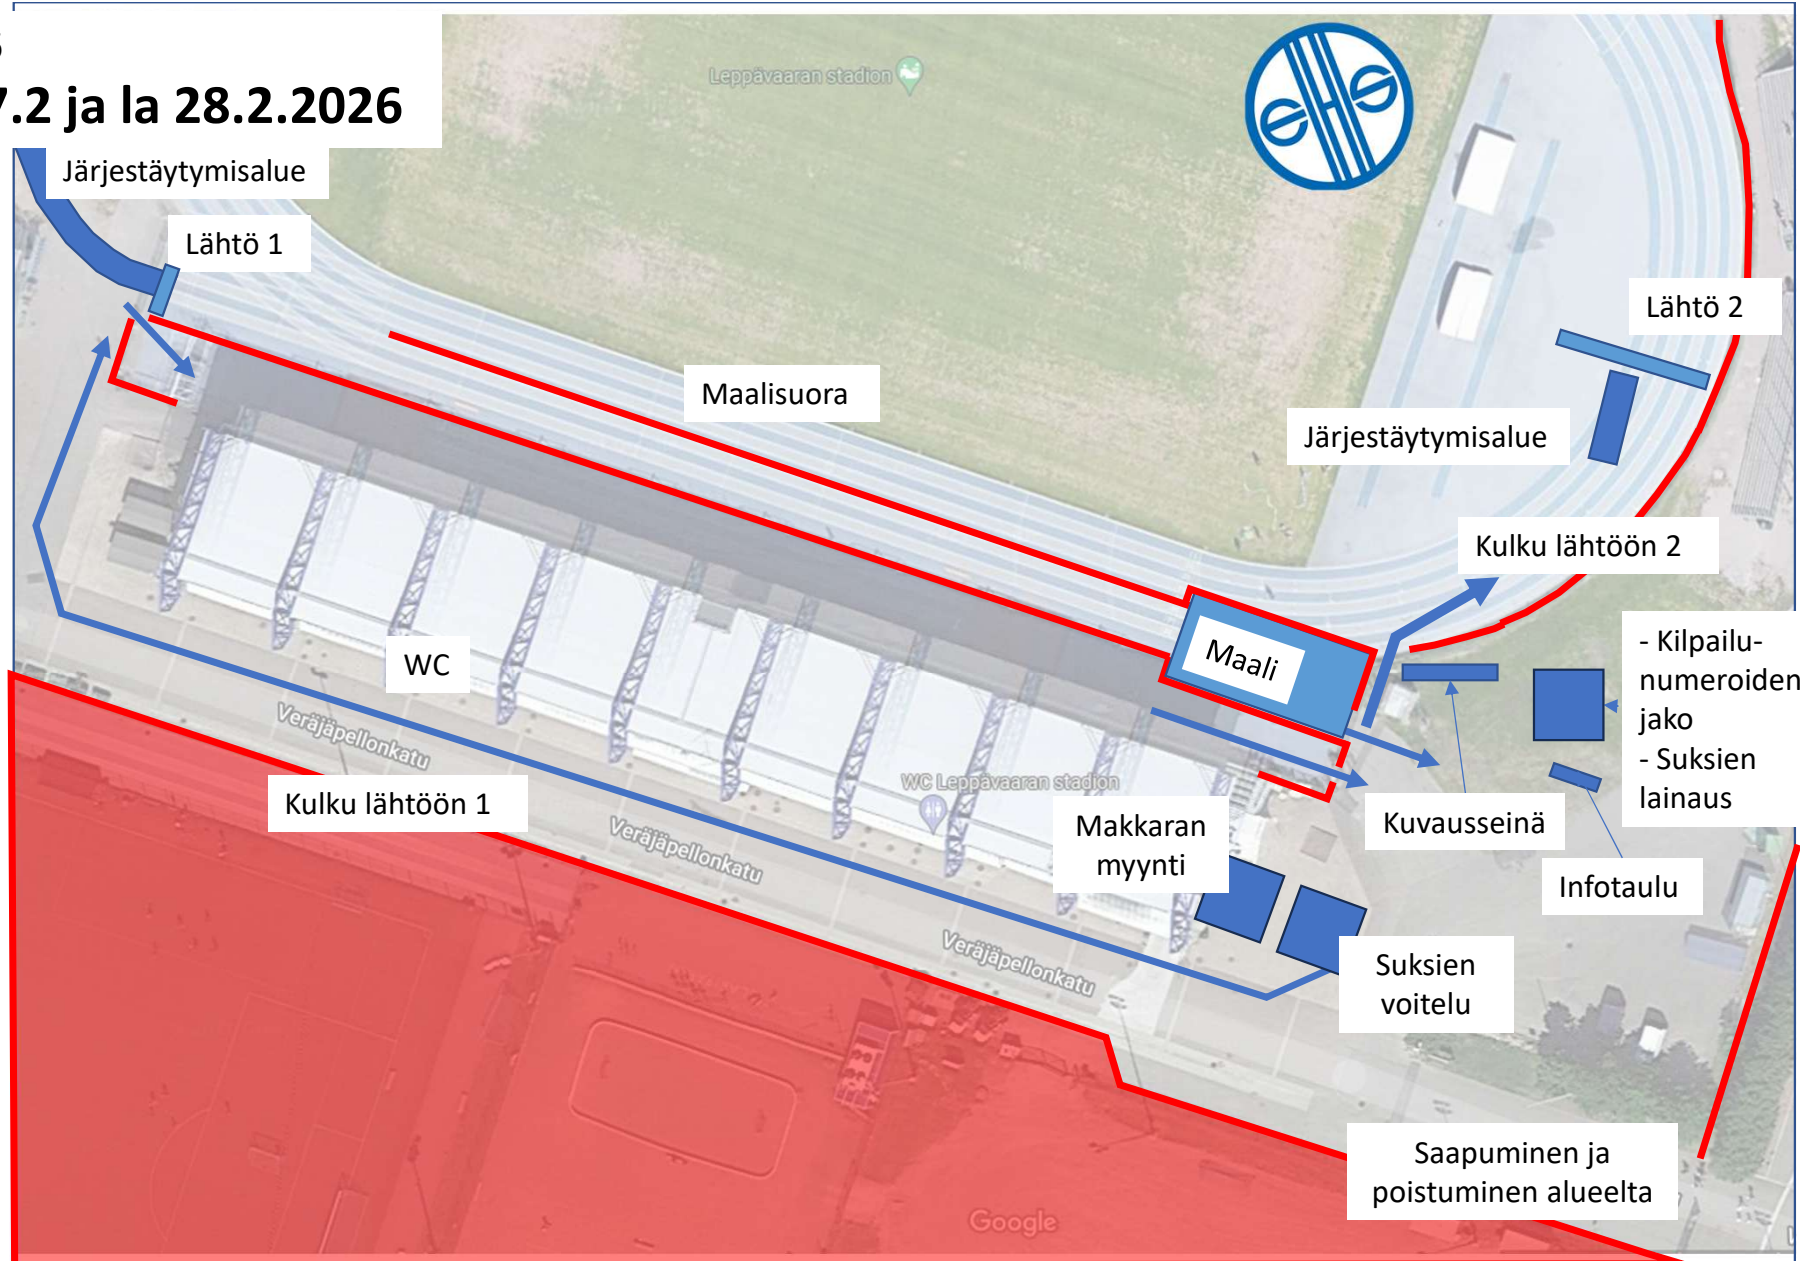 7.2 ja la 28.2.2026
Leppävaaran stadion
eHS
Järjestäytymisalue
Lähtö 1
Lähtö 2
Maalisuora
Järjestäytymisalue
Kulku lähtöön 2
Maali
- Kilpailu-
numeroiden
jako
- Suksien
lainaus
WC
Veräjäpellonkatu
Kulku lähtöön 1
WC Leppävaaran stadion
Veräjäpellonkatu
Makkaran
myynti
Kuvausseinä
Infotaulu
Veräjäpellonkatu
Suksien
voitelu
Saapuminen ja
poistuminen alueelta
Google